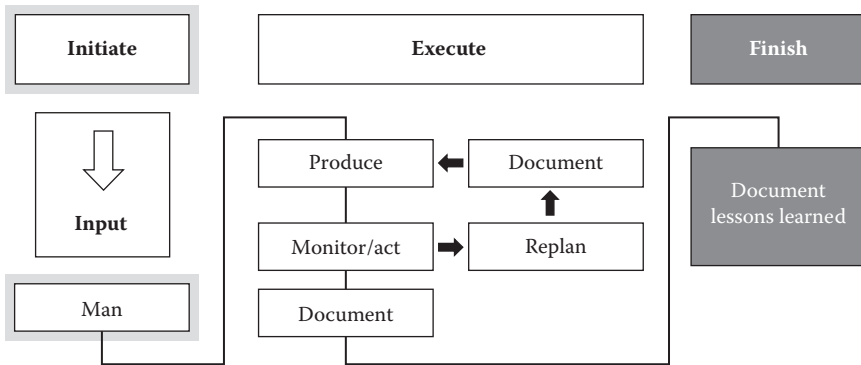 Initiate
Execute
Finish
Input
Man
Produce
Document
Monitor/act
Replan
Document
Document
lessons learned